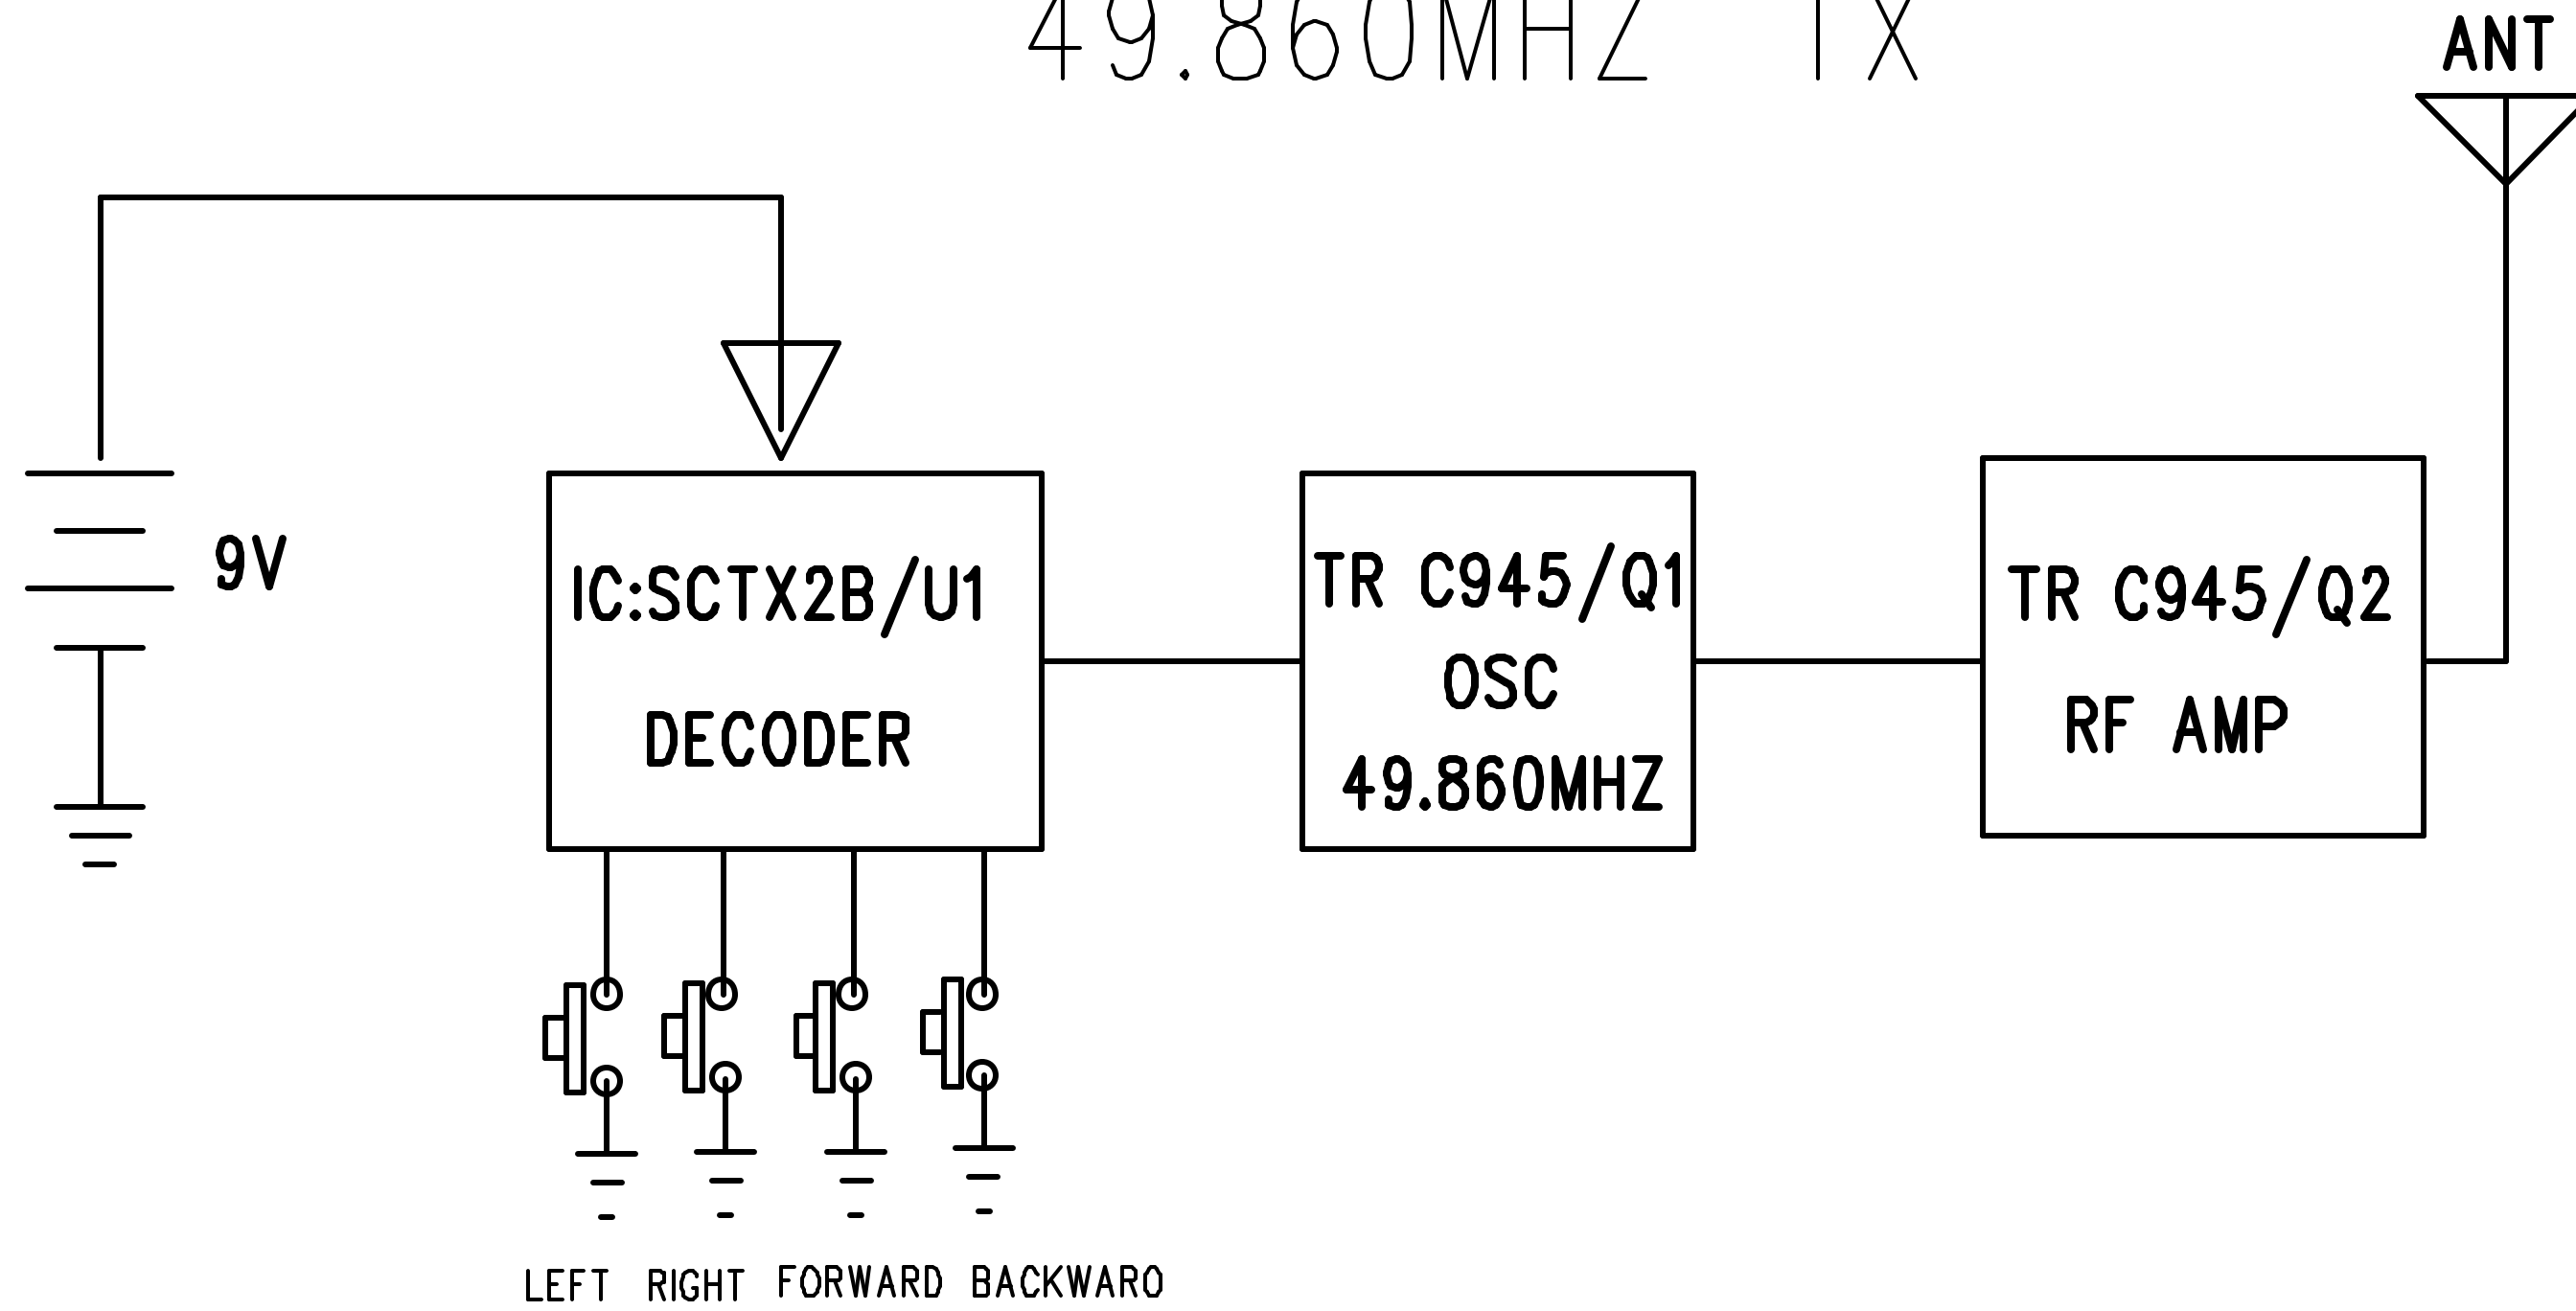 49.860MHZ TX
ANT
9V
IC:SCTX2B/U1
DECODER
TR C945/Q1
OSC
49.860MHZ
TR C945/Q2
RF AMP
LEFT RIGHT FORWARD BACKWARO